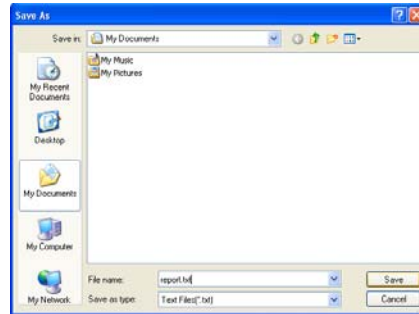 Save As
Save in:
My Documents
My Recent
Documents
Desktop
My Documents
My Computer
My Network
My Music
My Pictures
File name:
report.txt
Save
Save as type:
Text Files(*.txt)
Cancel